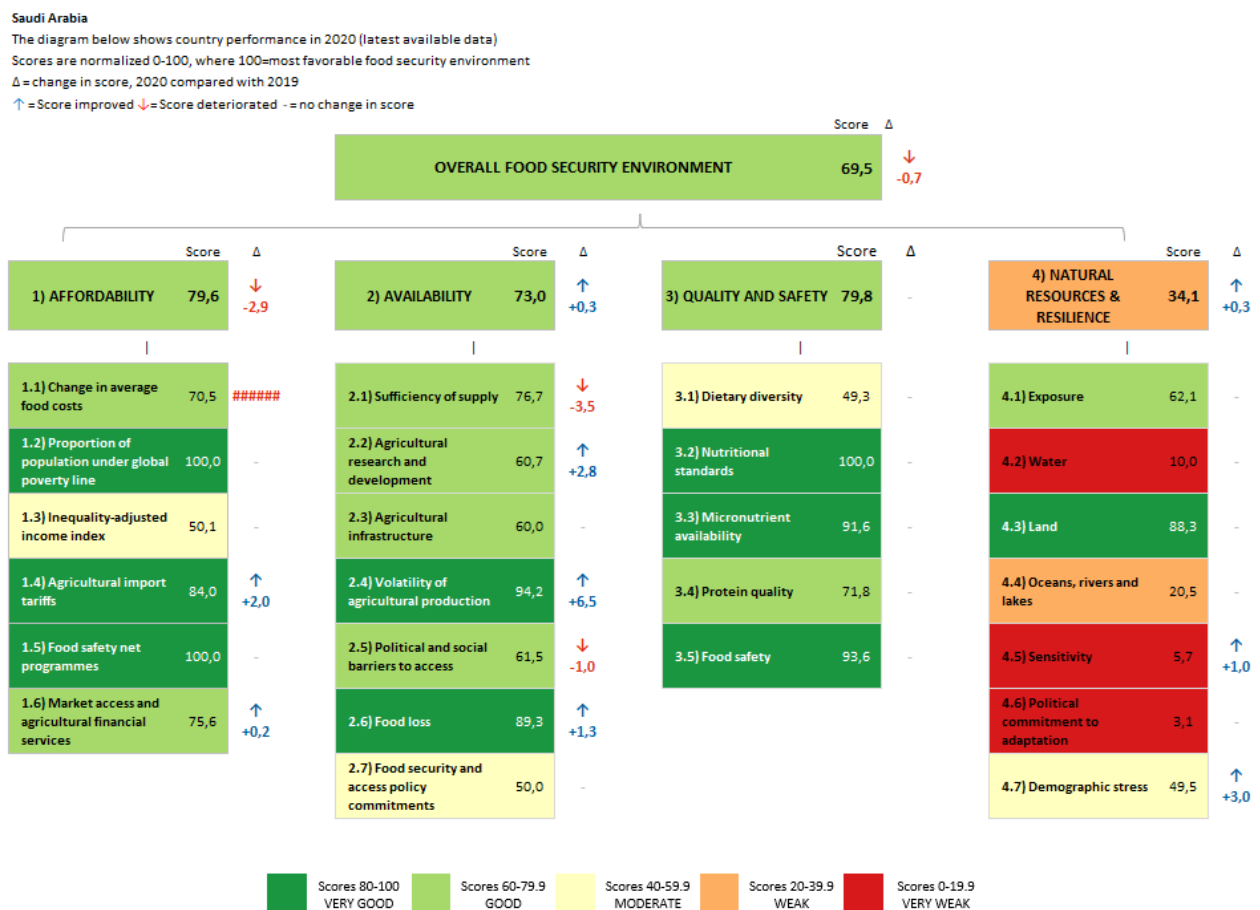 Saudi Arabia
The diagram below shows country performance in 2020 (latest available data)
Scores are normalized 0-100, where 100=most favorable food security environment
Δ = change in score, 2020 compared with 2019
↑ = Score improved ↓= Score deteriorated - = no change in score
Score Δ
OVERALL FOOD SECURITY ENVIRONMENT 69,5 ↓
-0,7
Score Δ
1) AFFORDABILITY 79,6 ↓
-2,9
1.1) Change in average
food costs
70,5 ######
1.2) Proportion of
population under global
poverty line
100,0 -
1.3) Inequality-adjusted
income index
50,1 -
1.4) Agricultural import
tariffs
84,0 ↑
+2,0
1.5) Food safety net
programmes
100,0 -
1.6) Market access and
agricultural financial
services
75,6 ↑
+0,2
Score Δ
2) AVAILABILITY 73,0 ↑
+0,3
2.1) Sufficiency of supply 76,7 ↓
-3,5
2.2) Agricultural
research and
development
60,7 ↑
+2,8
2.3) Agricultural
infrastructure
60,0 -
2.4) Volatility of
agricultural production
94,2 ↑
+6,5
2.5) Political and social
barriers to access
61,5 ↓
-1,0
2.6) Food loss 89,3 ↑
+1,3
2.7) Food security and
access policy
commitments
50,0 -
Score Δ
3) QUALITY AND SAFETY 79,8 -
3.1) Dietary diversity 49,3 -
3.2) Nutritional
standards
100,0 -
3.3) Micronutrient
availability
91,6 -
3.4) Protein quality 71,8 -
3.5) Food safety 93,6 -
Score Δ
4) NATURAL
RESOURCES &
RESILIENCE
34,1 ↑
+0,3
4.1) Exposure 62,1 -
4.2) Water 10,0 -
4.3) Land 88,3 -
4.4) Oceans, rivers and
lakes
20,5 -
4.5) Sensitivity 5,7 ↑
+1,0
4.6) Political
commitment to
adaptation
3,1 -
4.7) Demographic stress 49,5 ↑
+3,0
Scores 80-100
VERY GOOD
Scores 60-79.9
GOOD
Scores 40-59.9
MODERATE
Scores 20-39.9
WEAK
Scores 0-19.9
VERY WEAK